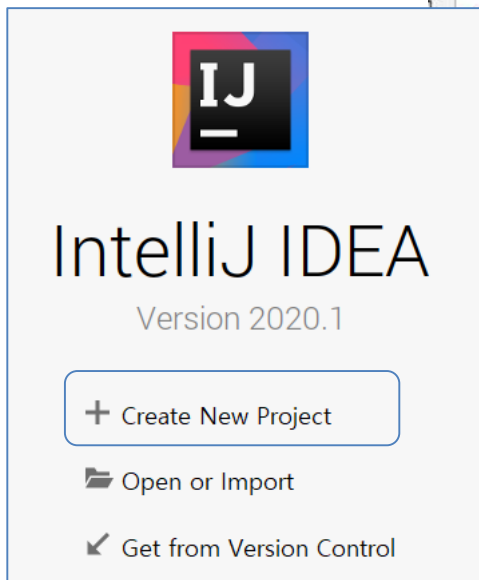 IJ
IntelliJ IDEA
Version 2020.1
Create New Project
Open or Import
Get from Version Control